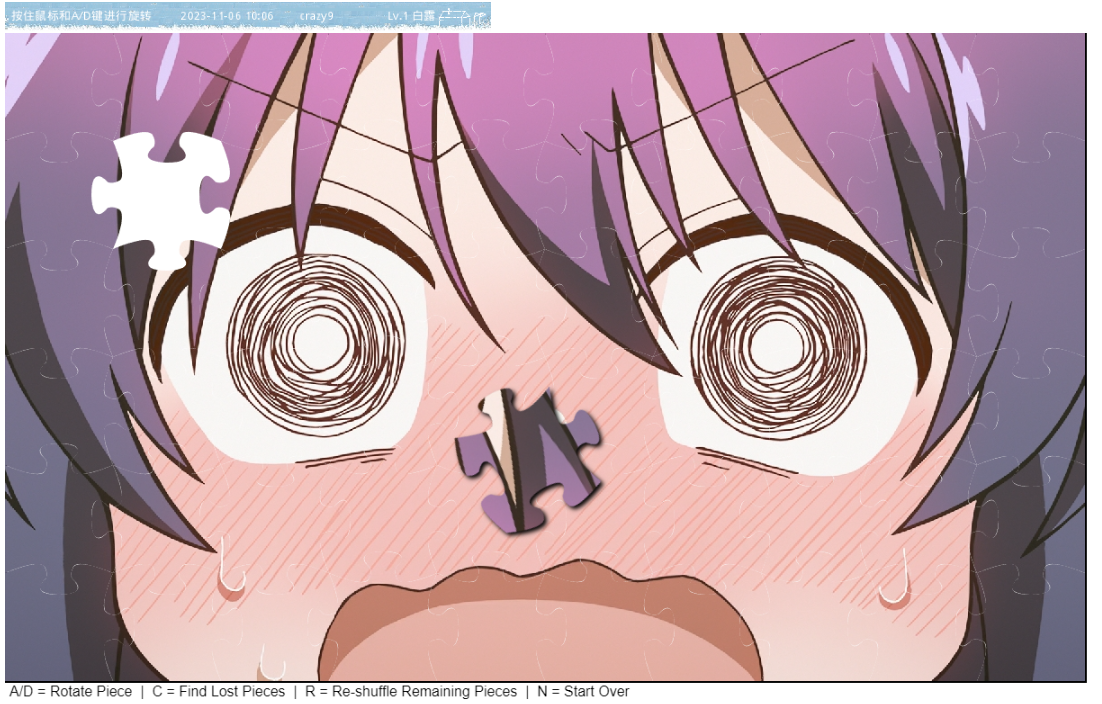 按住鼠标和A/D键进行旋转 2023-11-06 10:06 crazy9 Lv.1 白露
A/D = Rotate Piece | C = Find Lost Pieces | R = Re-shuffle Remaining Pieces | N = Start Over